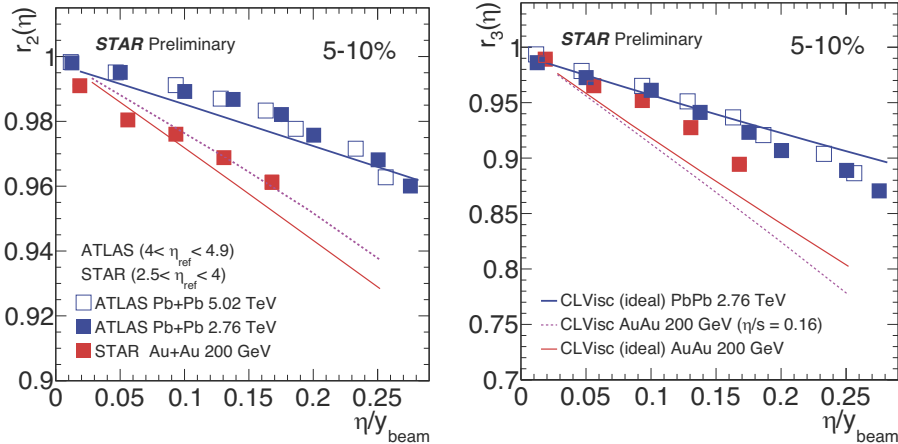 r₂(η)
STAR Preliminary
5-10%
1
0.98
0.96
0.94
0.92
0.9
ATLAS (4< η_ref < 4.9)
STAR (2.5< η_ref < 4)
ATLAS Pb+Pb 5.02 TeV
ATLAS Pb+Pb 2.76 TeV
STAR Au+Au 200 GeV
0 0.05 0.1 0.15 0.2 0.25
η/y_beam
r₃(η)
STAR Preliminary
5-10%
1
0.95
0.9
0.85
0.8
0.75
0.7
CLVisc (ideal) PbPb 2.76 TeV
CLVisc AuAu 200 GeV (η/s = 0.16)
CLVisc (ideal) AuAu 200 GeV
0 0.05 0.1 0.15 0.2 0.25
η/y_beam